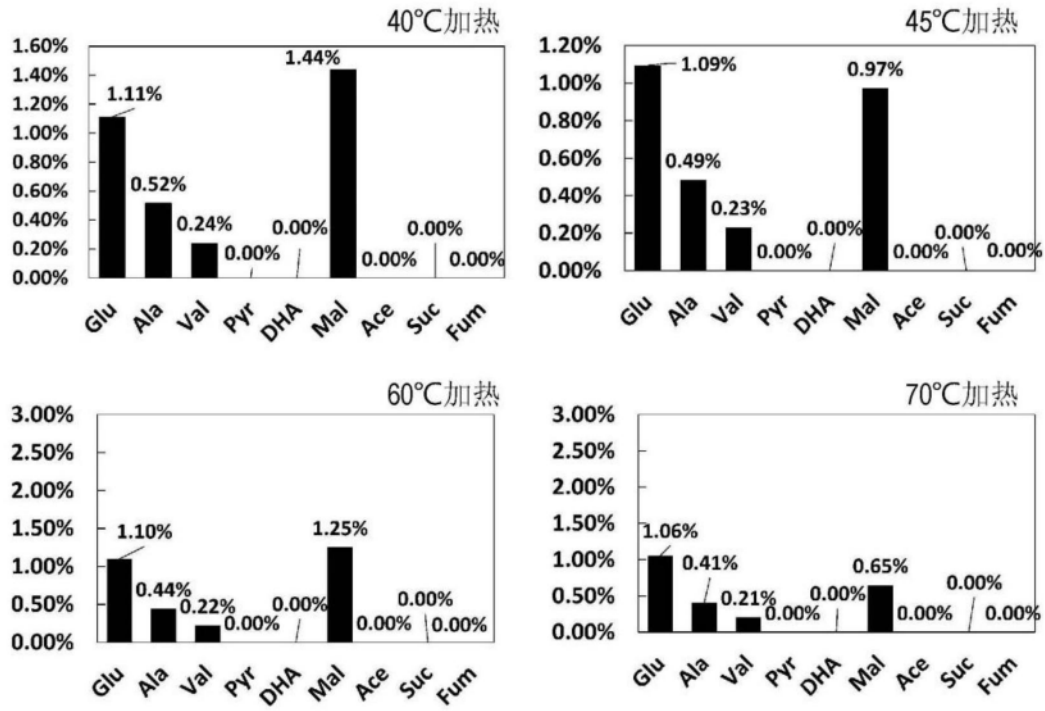 40℃加热
1.60%
1.40%
1.20%
1.00%
0.80%
0.60%
0.40%
0.20%
0.00%
1.11%
0.52%
0.24%
0.00%
0.00%
1.44%
0.00%
0.00%
0.00%
Glu
Ala
Val
Pyr
DHA
Mal
Ace
Suc
Fum
45℃加热
1.20%
1.00%
0.80%
0.60%
0.40%
0.20%
0.00%
1.09%
0.49%
0.23%
0.00%
0.00%
0.97%
0.00%
0.00%
0.00%
Glu
Ala
Val
Pyr
DHA
Mal
Ace
Suc
Fum
60℃加热
3.00%
2.50%
2.00%
1.50%
1.00%
0.50%
0.00%
1.10%
0.44%
0.22%
0.00%
0.00%
1.25%
0.00%
0.00%
0.00%
Glu
Ala
Val
Pyr
DHA
Mal
Ace
Suc
Fum
70℃加热
3.00%
2.50%
2.00%
1.50%
1.00%
0.50%
0.00%
1.06%
0.41%
0.21%
0.00%
0.00%
0.65%
0.00%
0.00%
0.00%
Glu
Ala
Val
Pyr
DHA
Mal
Ace
Suc
Fum